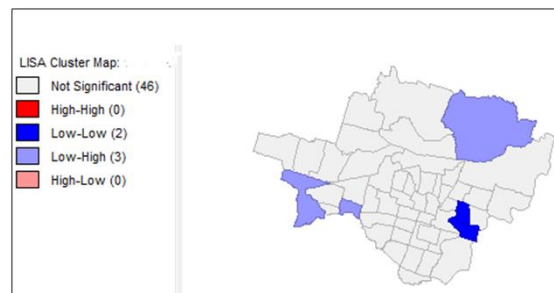 LISA Cluster Map:
Not Significant (46)
High-High (0)
Low-Low (2)
Low-High (3)
High-Low (0)